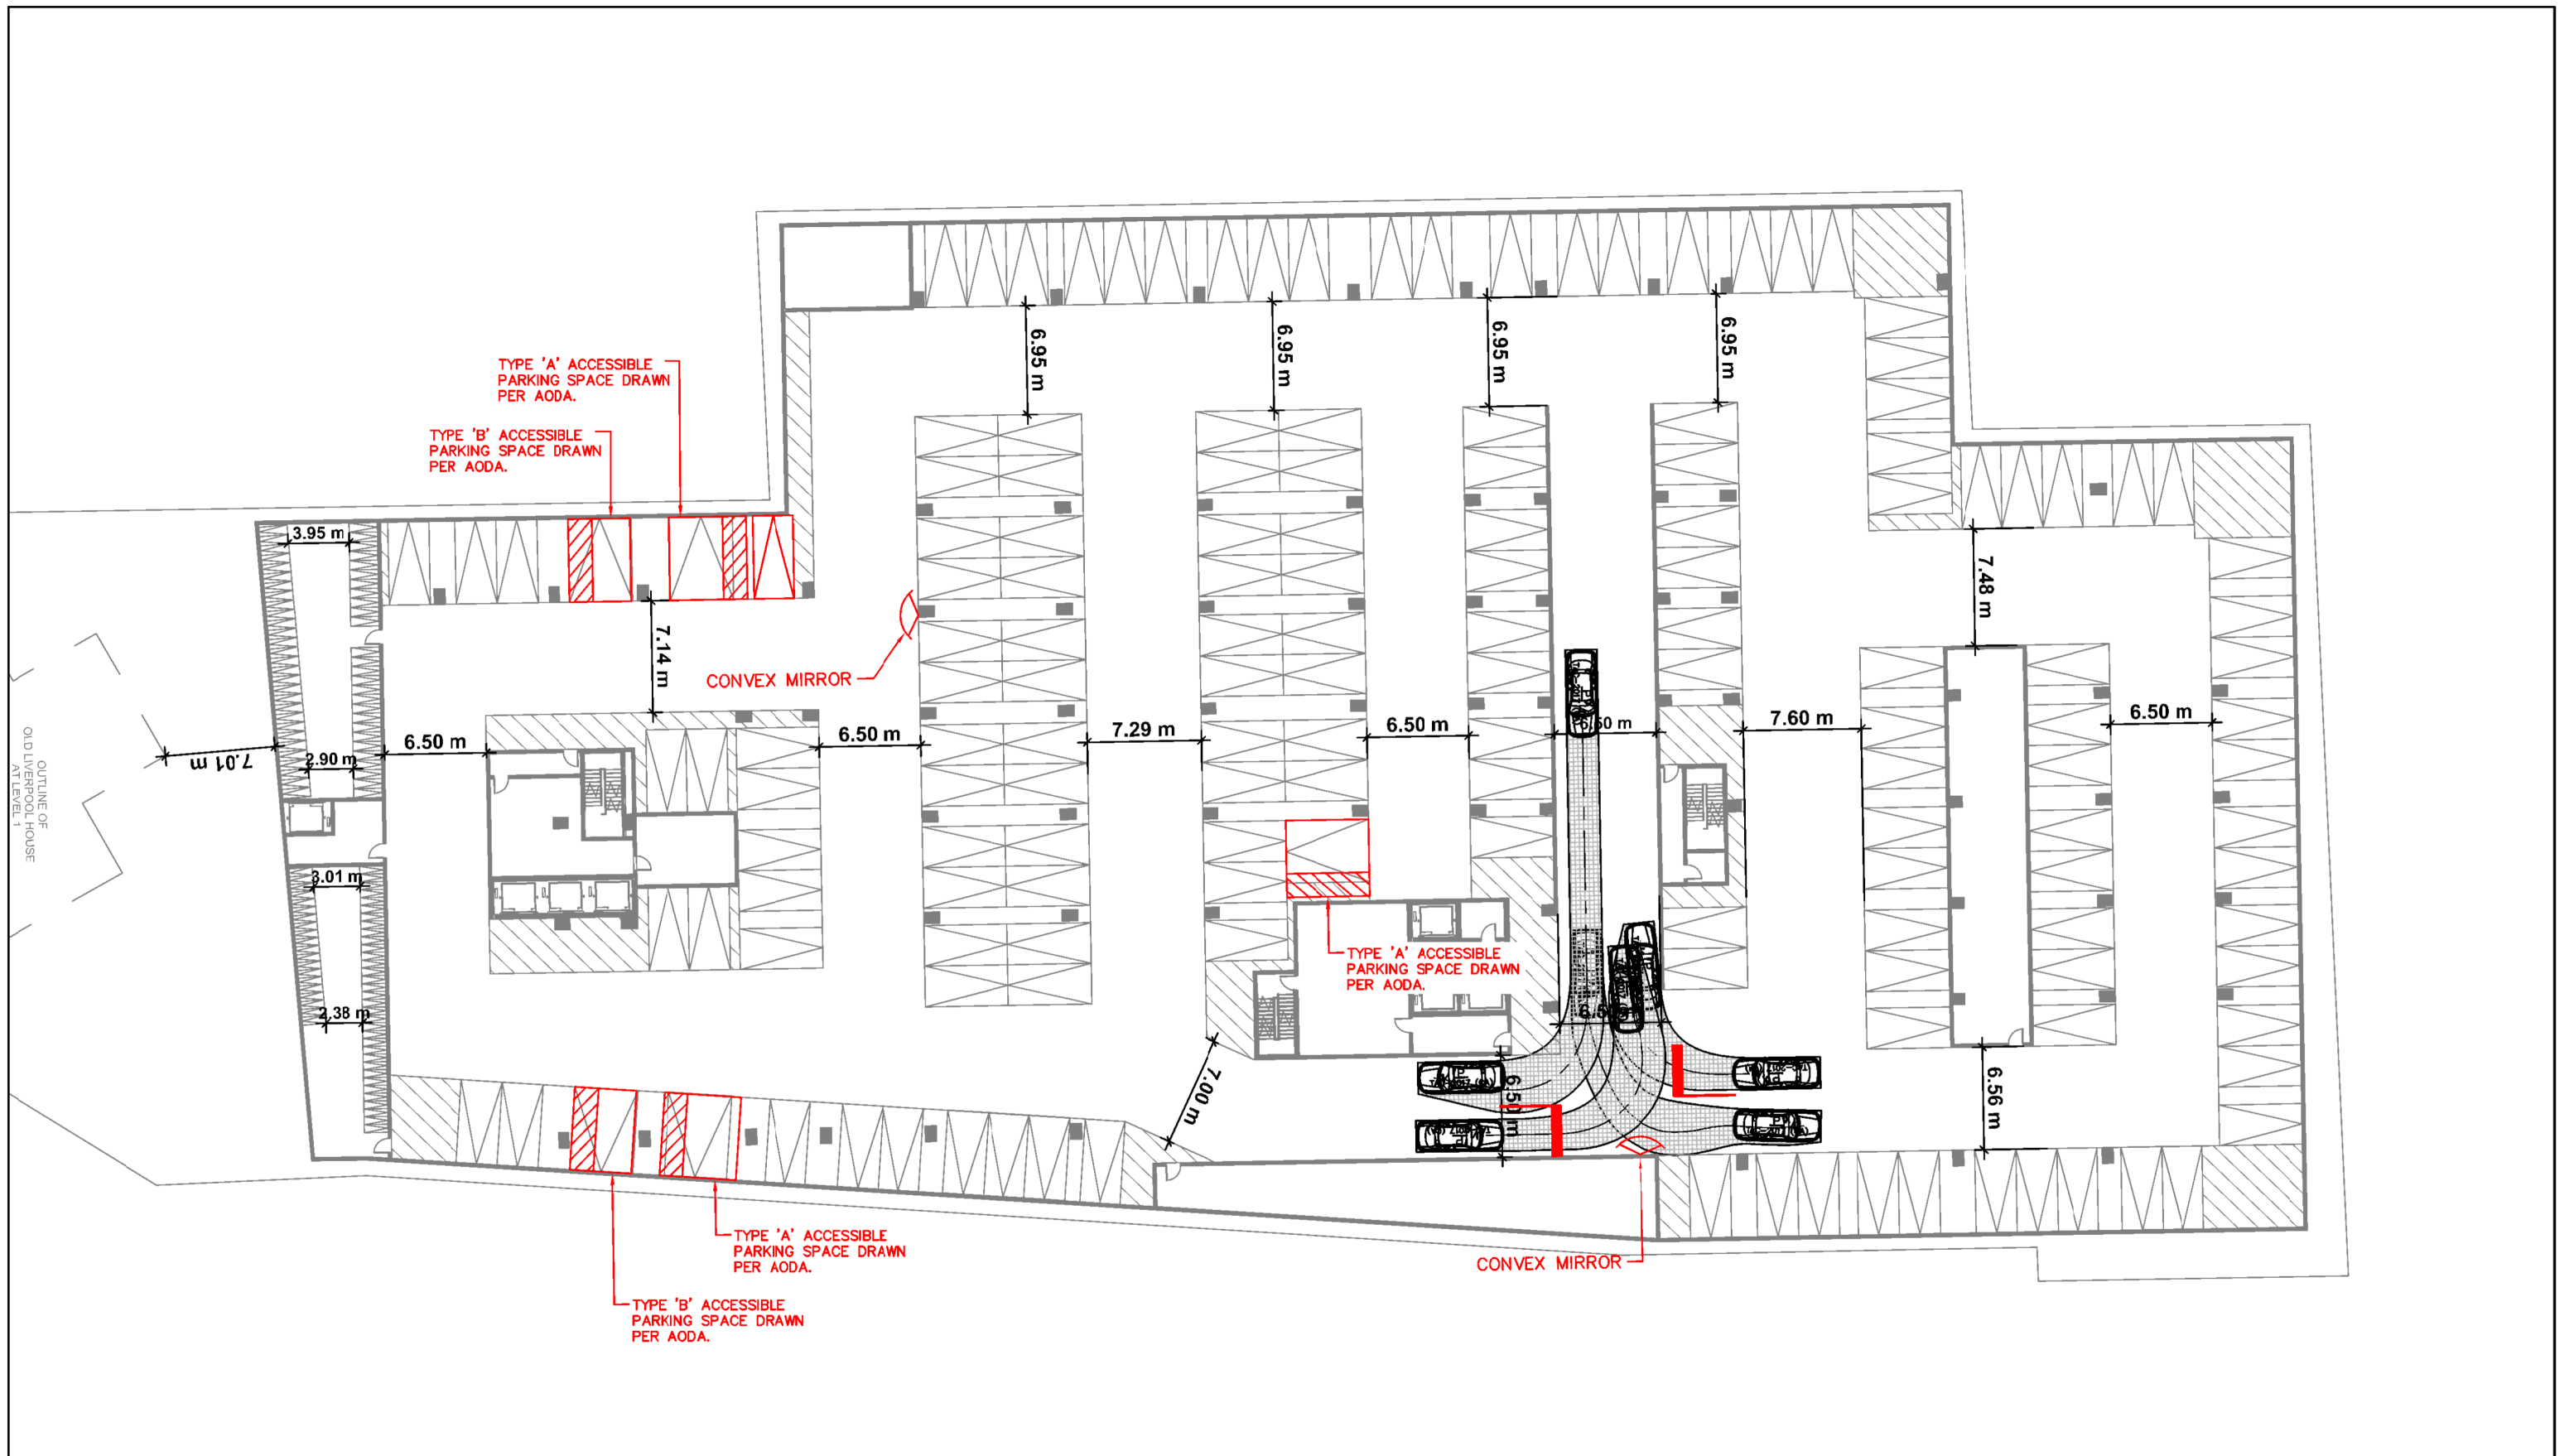 6.95 m
6.95 m
6.95 m
6.95 m
TYPE 'A' ACCESSIBLE
PARKING SPACE DRAWN
PER AODA.
TYPE 'B' ACCESSIBLE
PARKING SPACE DRAWN
PER AODA.
3.95 m
7.48 m
7.14 m
CONVEX MIRROR
7.01 m
2.90 m
6.50 m
6.50 m
7.29 m
6.50 m
6.50 m
7.60 m
6.50 m
OUTLINE OF
OLD LIVERPOOL HOUSE
AT LEVEL 1
3.01 m
TYPE 'A' ACCESSIBLE
PARKING SPACE DRAWN
PER AODA.
2.38 m
7.00 m
6.50 m
6.56 m
TYPE 'A' ACCESSIBLE
PARKING SPACE DRAWN
PER AODA.
CONVEX MIRROR
TYPE 'B' ACCESSIBLE
PARKING SPACE DRAWN
PER AODA.